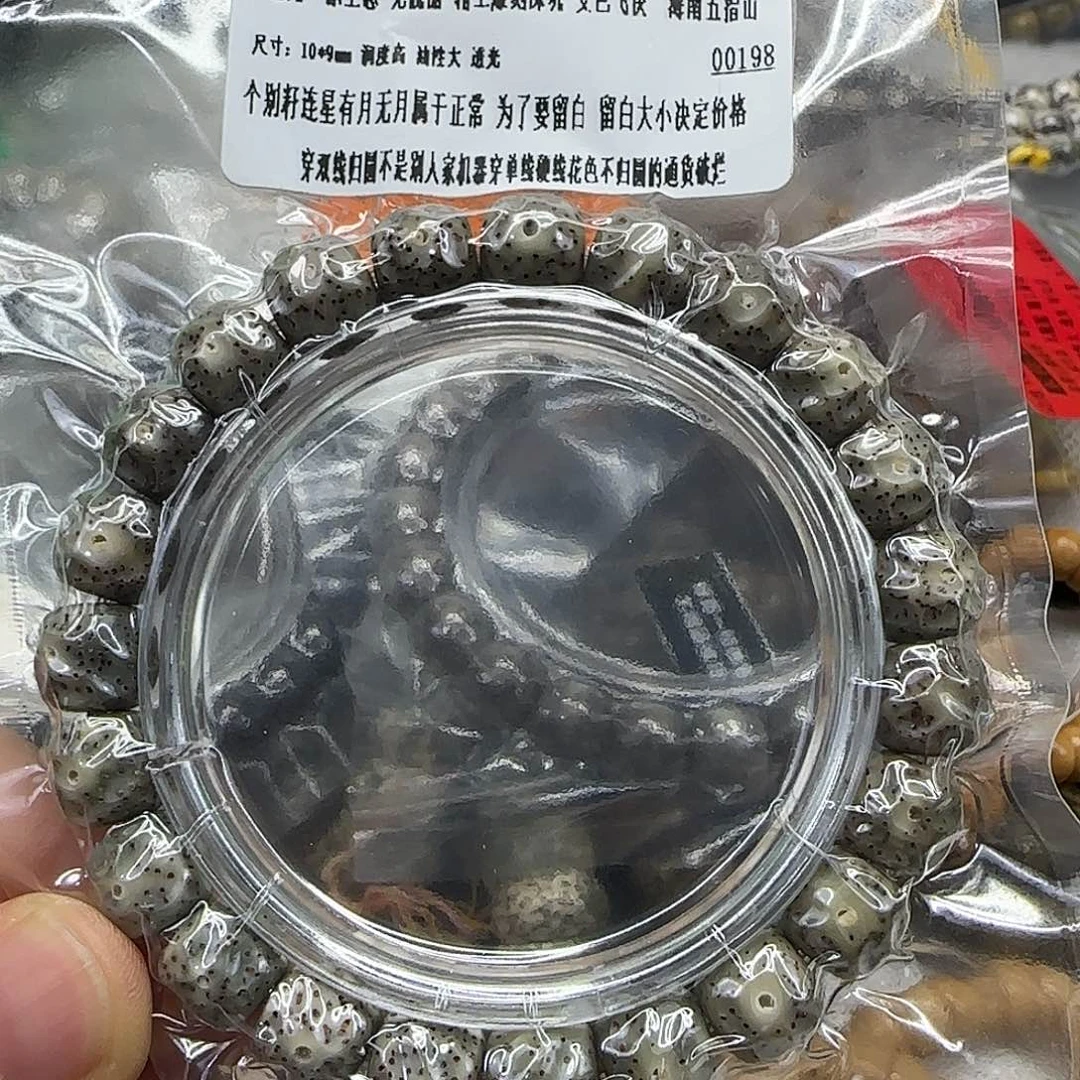 海南五指山
尺寸：10*9mm 润度高 油性大 透光
00198
个别籽连星有月无月属于正常 为了要留白 留白大小决定价格
穿双线归圆不是别人家机器穿单线硬线花色不归圆的通货破烂